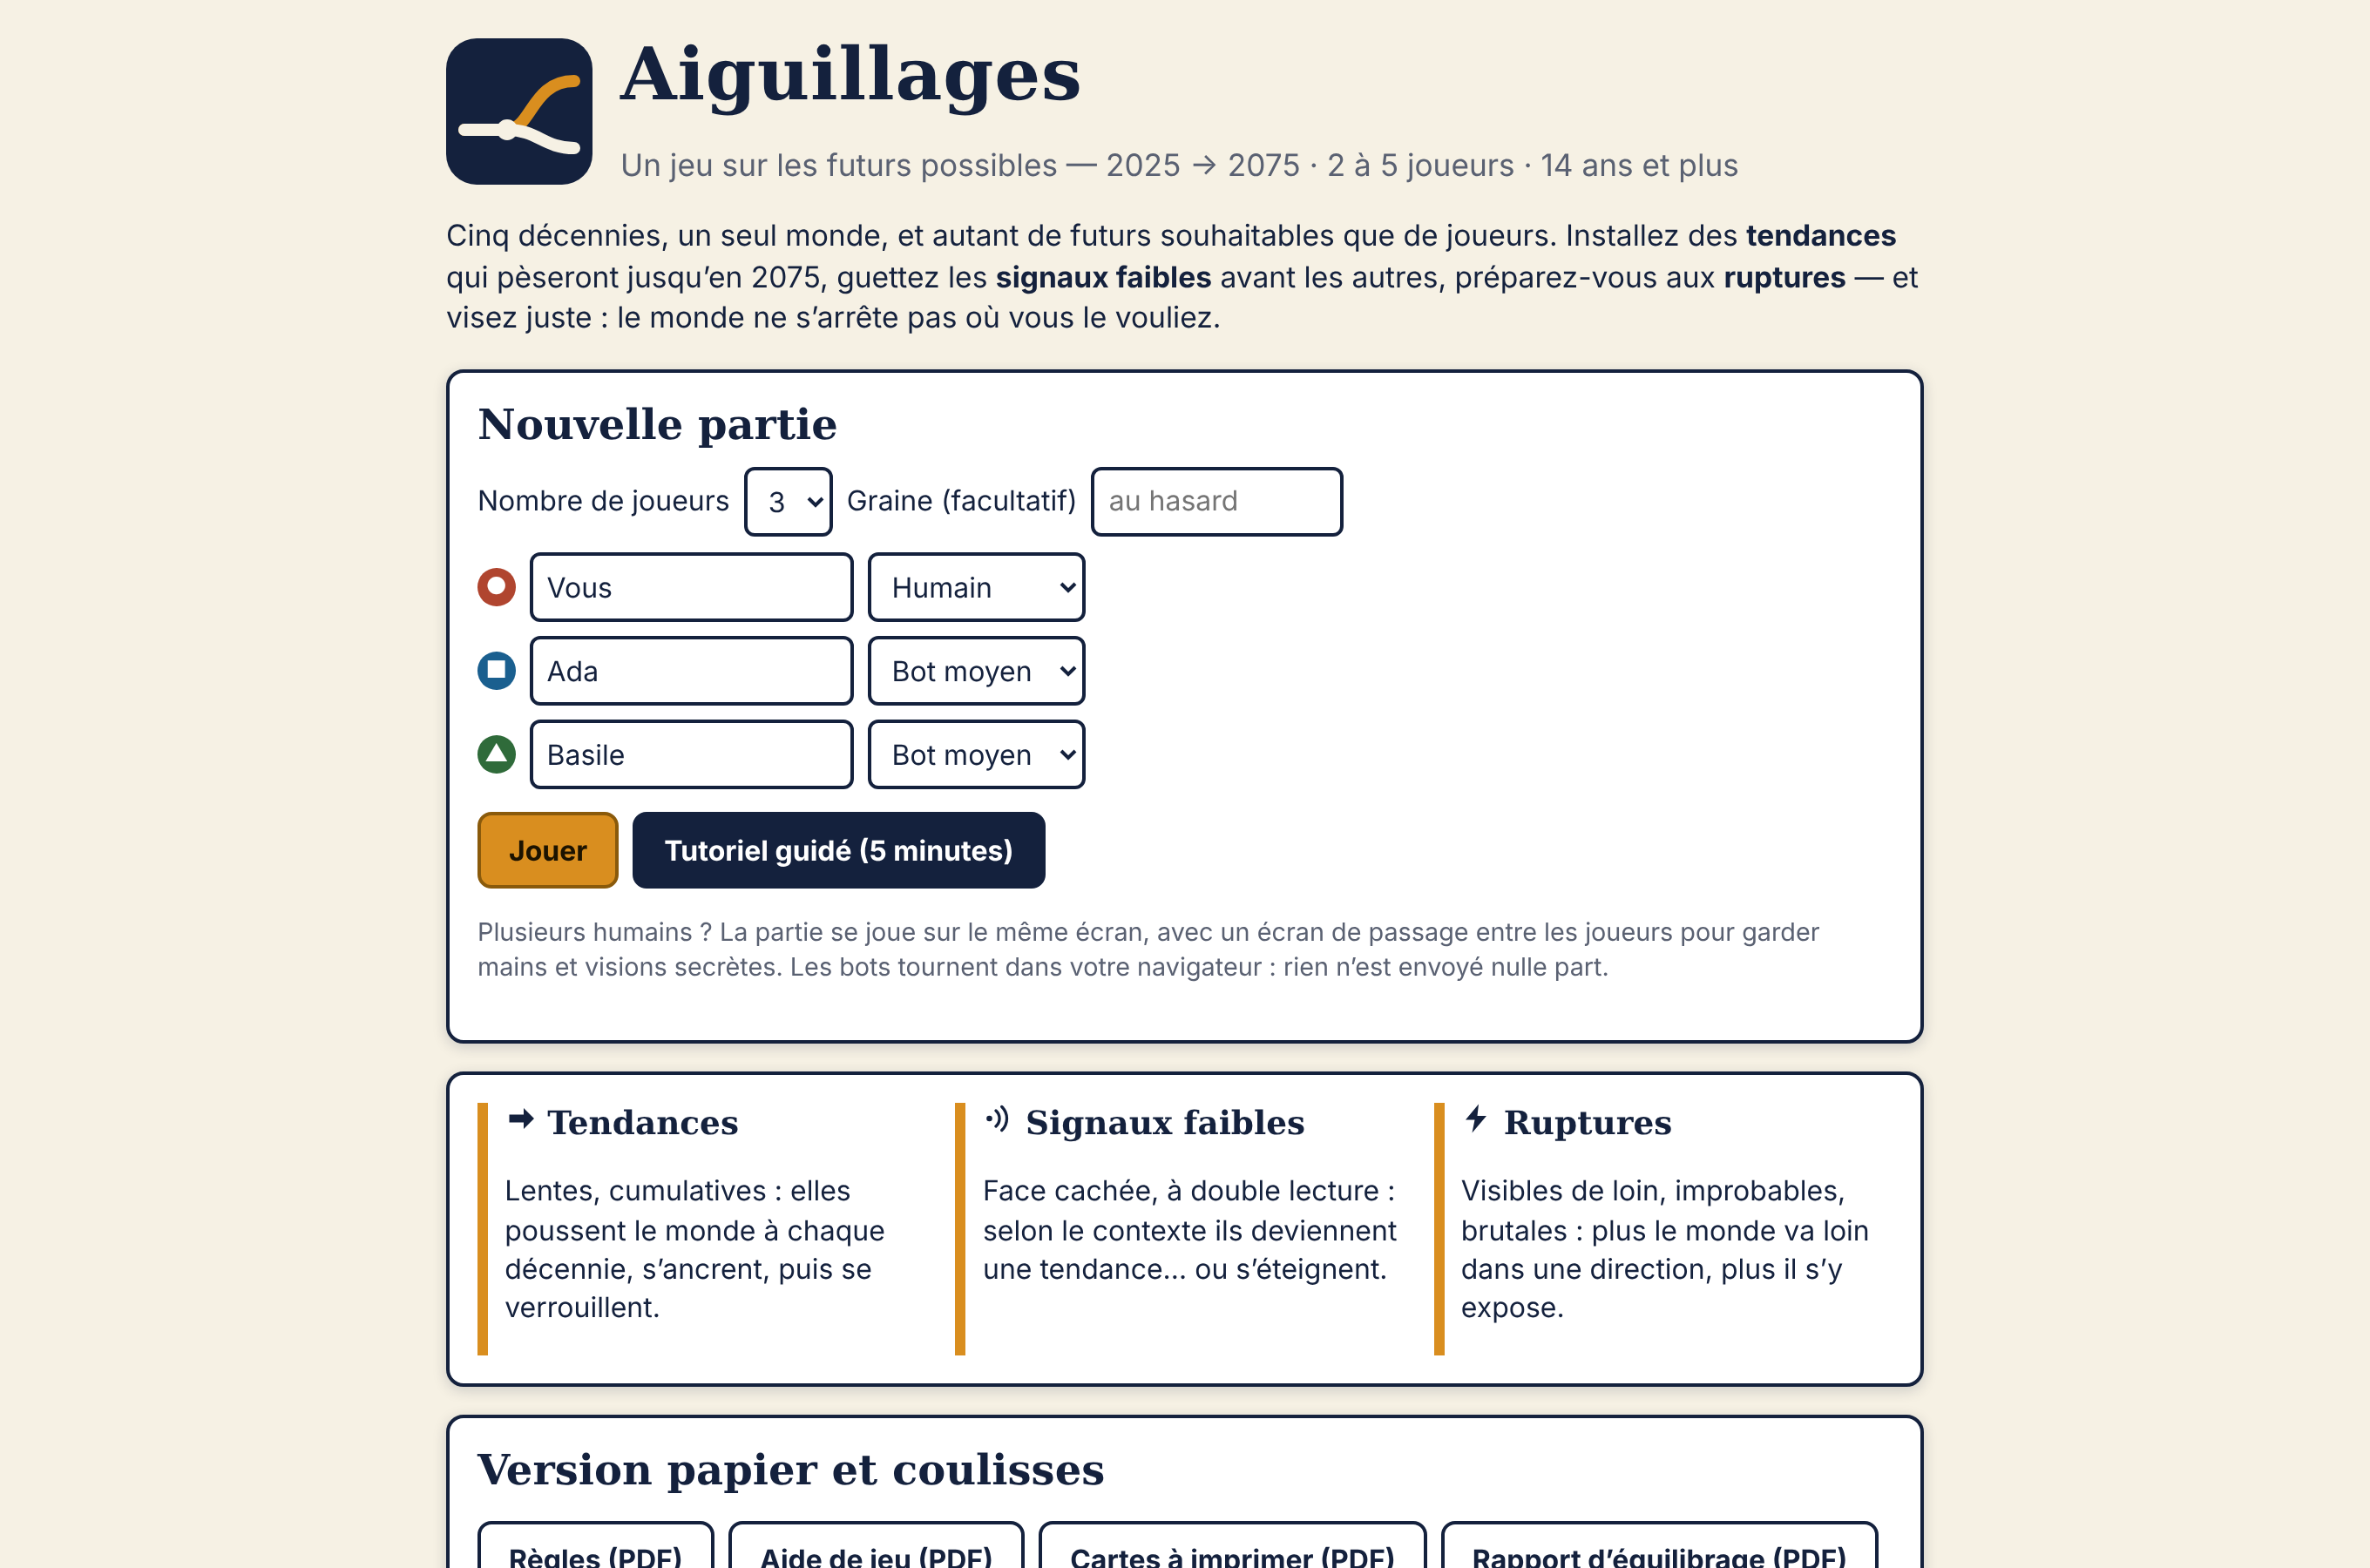 Aiguillages
Un jeu sur les futurs possibles — 2025 → 2075 · 2 à 5 joueurs · 14 ans et plus
Cinq décennies, un seul monde, et autant de futurs souhaitables que de joueurs. Installez des tendances
qui pèseront jusqu’en 2075, guettez les signaux faibles avant les autres, préparez-vous aux ruptures — et
visez juste : le monde ne s’arrête pas où vous le vouliez.
Nouvelle partie
Nombre de joueurs 3 Graine (facultatif) au hasard
Vous Humain
Ada Bot moyen
Basile Bot moyen
Jouer Tutoriel guidé (5 minutes)
Plusieurs humains ? La partie se joue sur le même écran, avec un écran de passage entre les joueurs pour garder
mains et visions secrètes. Les bots tournent dans votre navigateur : rien n’est envoyé nulle part.
Tendances
Lentes, cumulatives : elles
poussent le monde à chaque
décennie, s’ancrent, puis se
verrouillent.
Signaux faibles
Face cachée, à double lecture :
selon le contexte ils deviennent
une tendance… ou s’éteignent.
Ruptures
Visibles de loin, improbables,
brutales : plus le monde va loin
dans une direction, plus il s’y
expose.
Version papier et coulisses
Règles (PDF) Aide de jeu (PDF) Cartes à imprimer (PDF) Rapport d’équilibrage (PDF)